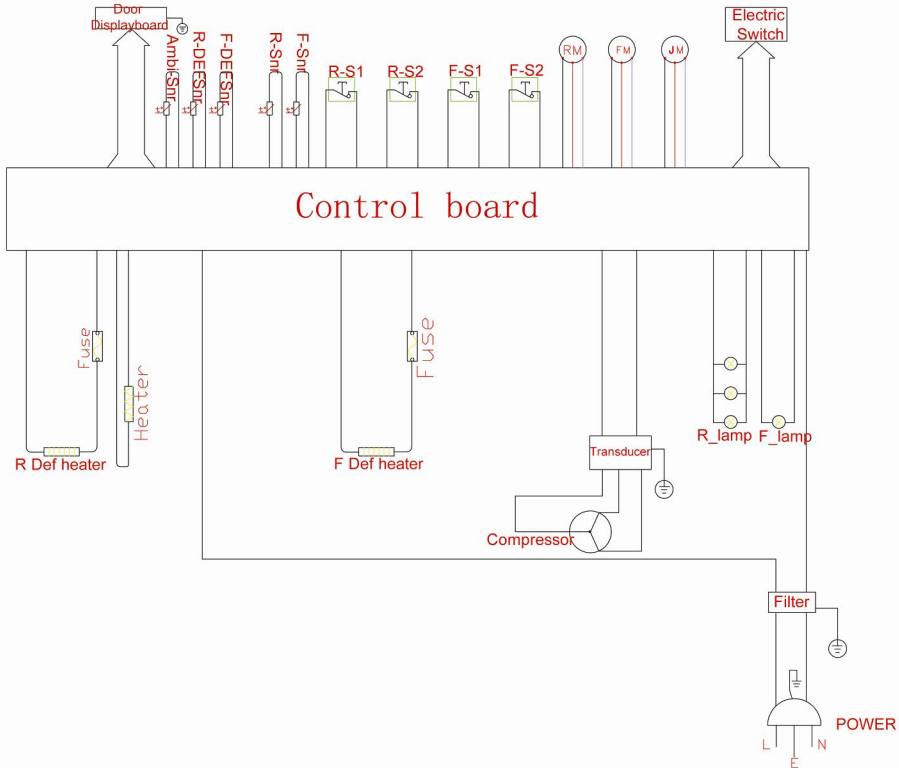 Door
Displayboard
Electric
Switch
Ambi-Snr
R-DEFSnr
F-DEFSnr
R-Snr
F-Snr
R-S1
R-S2
F-S1
F-S2
RM
FM
JM
Control board
Fuse
Heater
R Def heater
Fuse
F Def heater
Transducer
Compressor
R_lamp
F_lamp
Filter
POWER
L
N
E